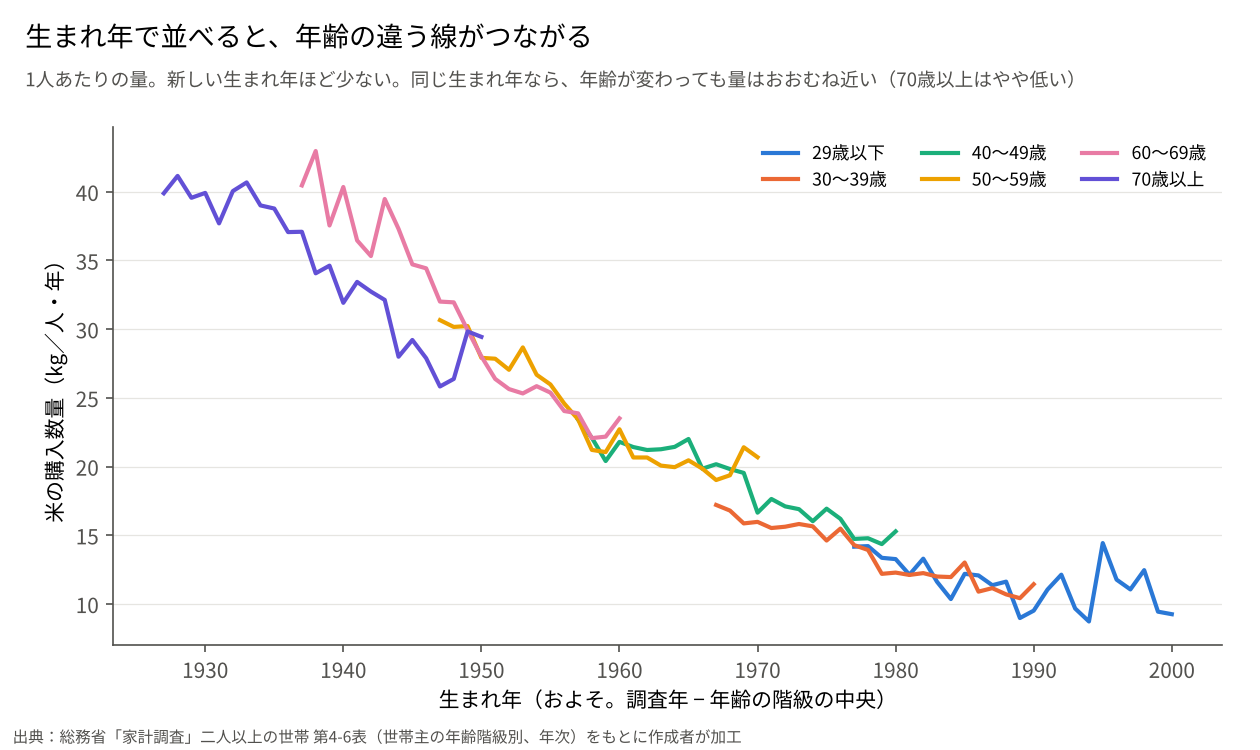 生まれ年で並べると、年齢の違う線がつながる
1人あたりの量。新しい生まれ年ほど少ない。同じ生まれ年なら、年齢が変わっても量はおおむね近い（70歳以上はやや低い）
29歳以下
30〜39歳
40〜49歳
50〜59歳
60〜69歳
70歳以上
米の購入数量（kg／人・年）
40
35
30
25
20
15
10
1930
1940
1950
1960
1970
1980
1990
2000
生まれ年（およそ。調査年 − 年齢の階級の中央）
出典：総務省「家計調査」二人以上の世帯 第4-6表（世帯主の年齢階級別、年次）をもとに作成者が加工